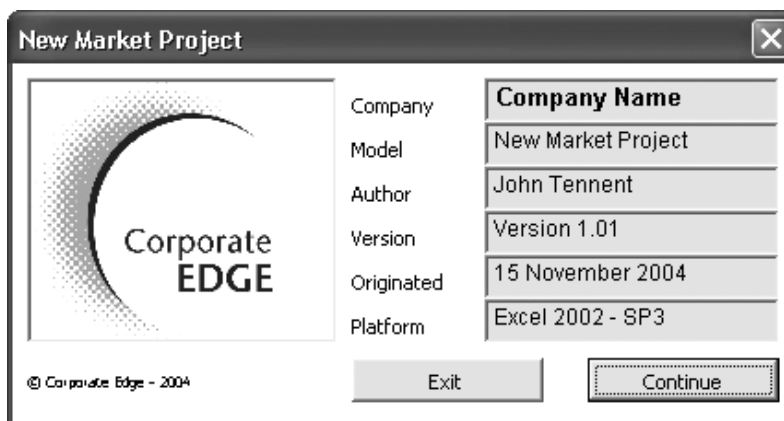 New Market Project
Corporate
EDGE
Company Company Name
Model New Market Project
Author John Tennent
Version Version 1.01
Originated 15 November 2004
Platform Excel 2002 - SP3
© Corporate Edge - 2004
Exit Continue